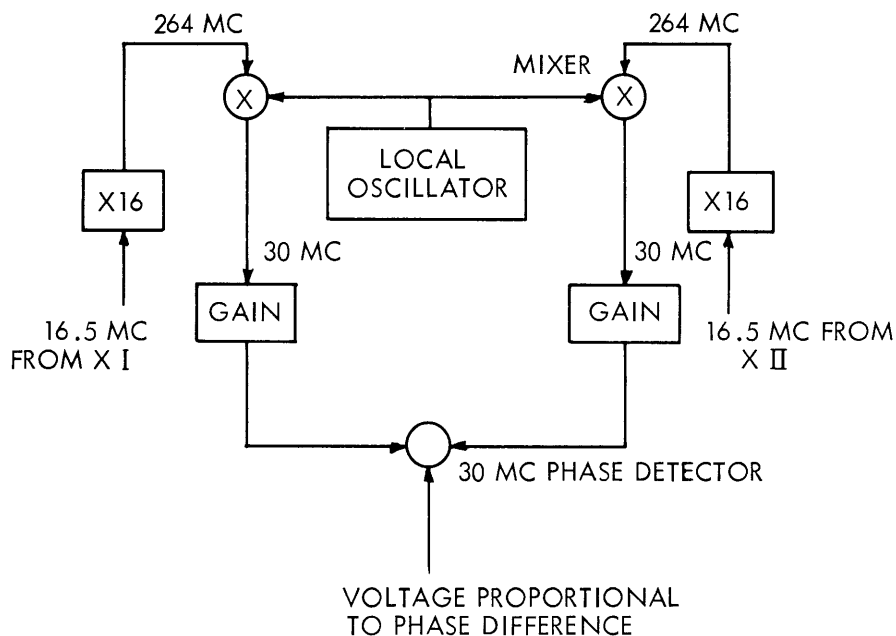 264 MC
264 MC
MIXER
X
X
LOCAL
OSCILLATOR
X16
X16
30 MC
30 MC
GAIN
GAIN
16.5 MC
FROM X I
16.5 MC FROM
X II
30 MC PHASE DETECTOR
VOLTAGE PROPORTIONAL
TO PHASE DIFFERENCE